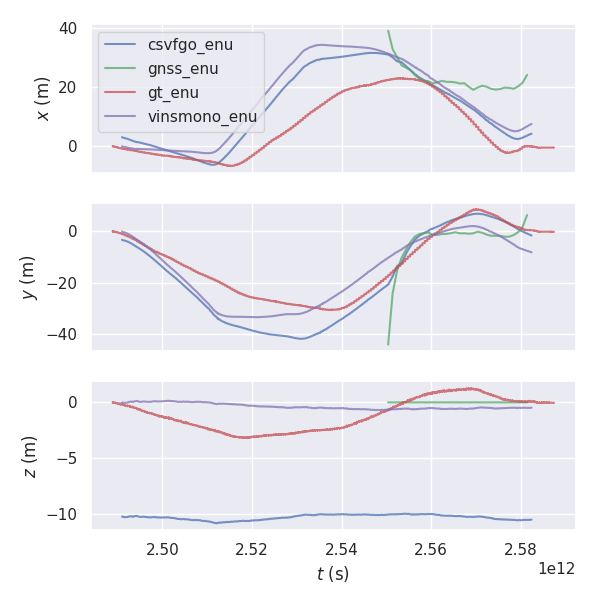 40
20
0
x (m)
csvfgo_enu
gnss_enu
gt_enu
vinsmono_enu
0
−20
−40
y (m)
0
−5
−10
z (m)
2.50 2.52 2.54 2.56 2.58
1e12
t (s)